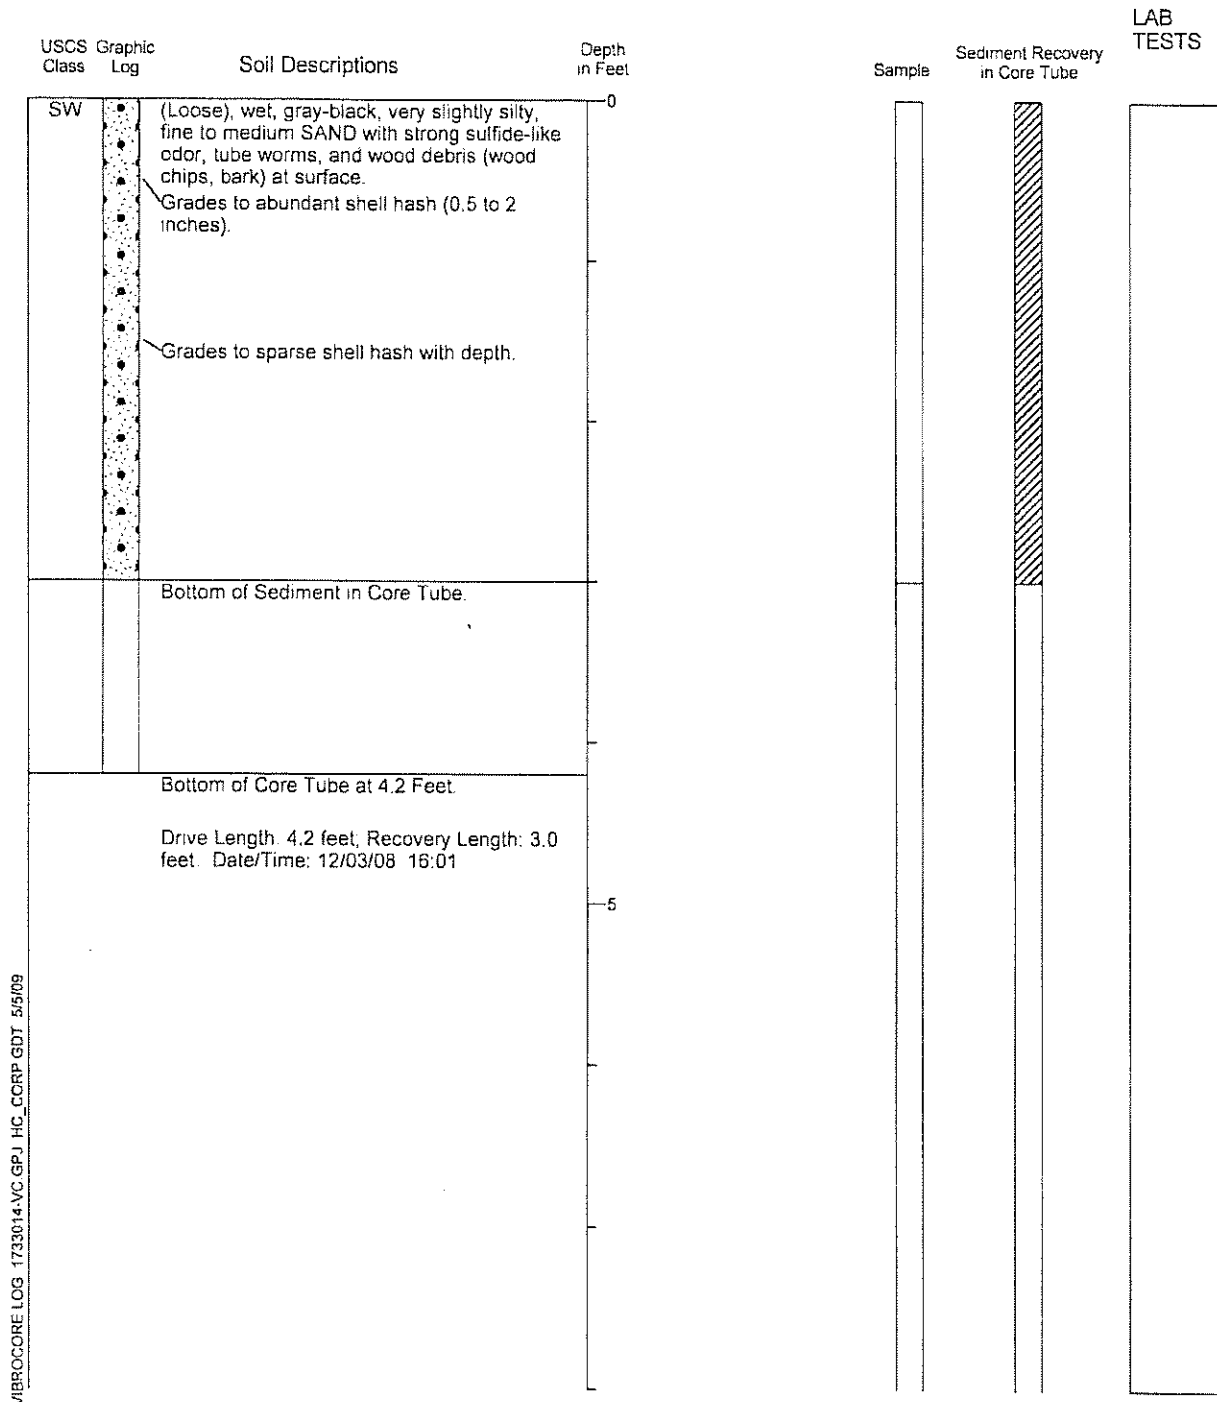 LAB
TESTS
USCS Graphic
Class Log
Soil Descriptions
Depth
in Feet
Sample
Sediment Recovery
in Core Tube
SW
(Loose), wet, gray-black, very slightly silty,
fine to medium SAND with strong sulfide-like
odor, tube worms, and wood debris (wood
chips, bark) at surface.
Grades to abundant shell hash (0.5 to 2
inches).
Grades to sparse shell hash with depth.
Bottom of Sediment in Core Tube.
Bottom of Core Tube at 4.2 Feet.
Drive Length. 4.2 feet; Recovery Length: 3.0
feet. Date/Time: 12/03/08 16:01
0
5
VIBROCORE LOG 1733014-VC.GPJ HC_CORP GDT 5/5/09